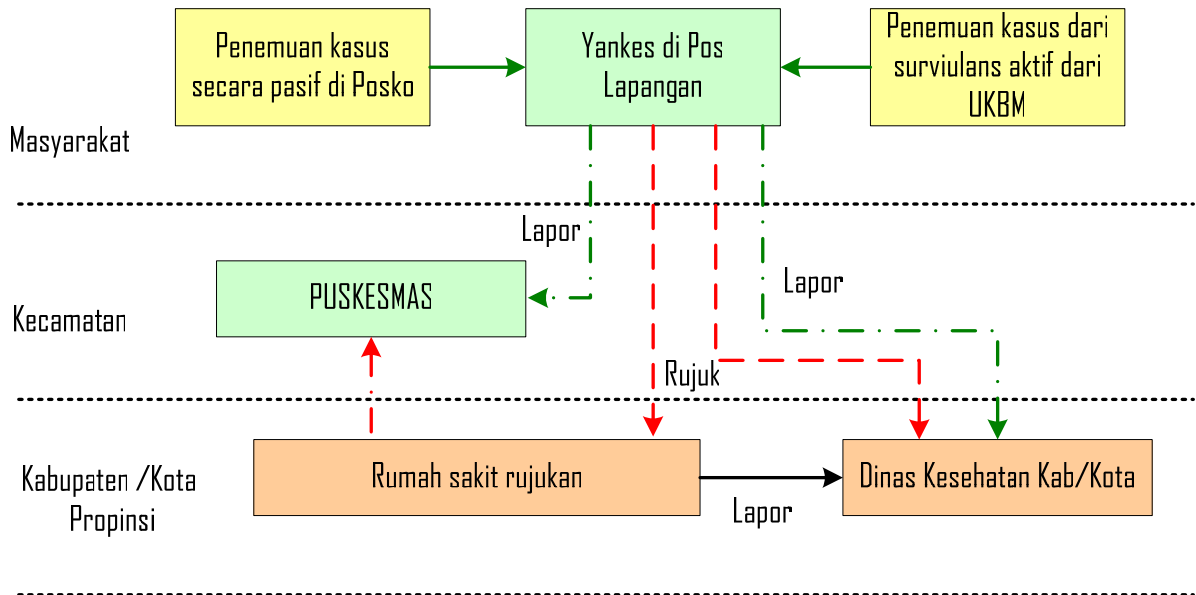 Penemuan kasus
secara pasif di Posko
Yankes di Pos
Lapangan
Penemuan kasus dari
surviulans aktif dari
UKBM
Masyarakat
Lapor
Lapor
PUSKESMAS
Kecamatan
Rujuk
Kabupaten /Kota
Propinsi
Rumah sakit rujukan
Lapor
Dinas Kesehatan Kab/Kota